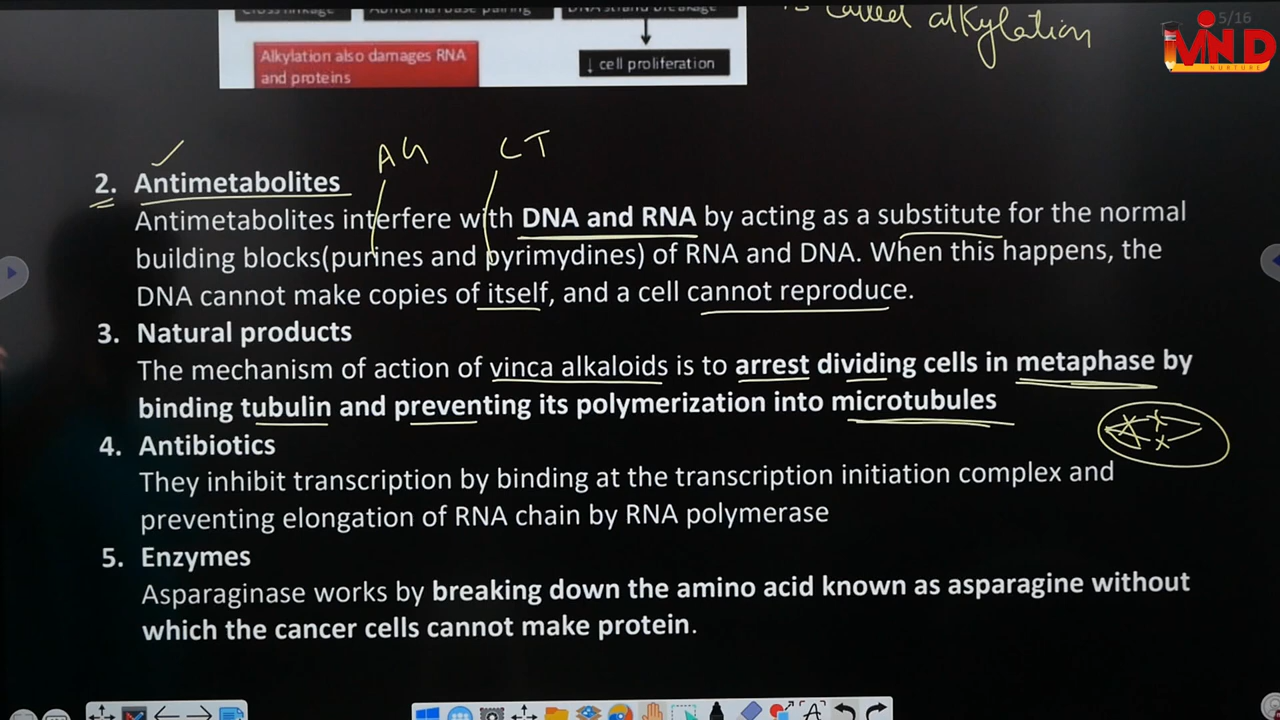 is called alkylation
5/16
MIND
NURTURE
Alkylation also damages RNA
and proteins
↓ cell proliferation
AG
CT
2. Antimetabolites
Antimetabolites interfere with DNA and RNA by acting as a substitute for the normal
building blocks(purines and pyrimydines) of RNA and DNA. When this happens, the
DNA cannot make copies of itself, and a cell cannot reproduce.
3. Natural products
The mechanism of action of vinca alkaloids is to arrest dividing cells in metaphase by
binding tubulin and preventing its polymerization into microtubules
4. Antibiotics
They inhibit transcription by binding at the transcription initiation complex and
preventing elongation of RNA chain by RNA polymerase
5. Enzymes
Asparaginase works by breaking down the amino acid known as asparagine without
which the cancer cells cannot make protein.